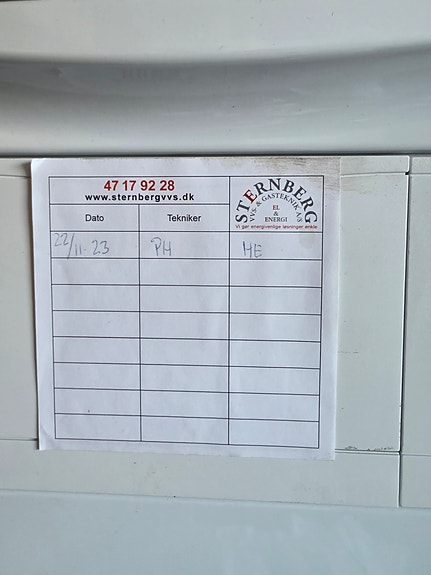 47 17 92 28
www.sternbergvvs.dk
STERNBERG
VVS- & GASTEKNIK A/S
EL
&
ENERGI
Vi gør energivenlige løsninger enkle
Dato Tekniker
22/11-23 PH HE